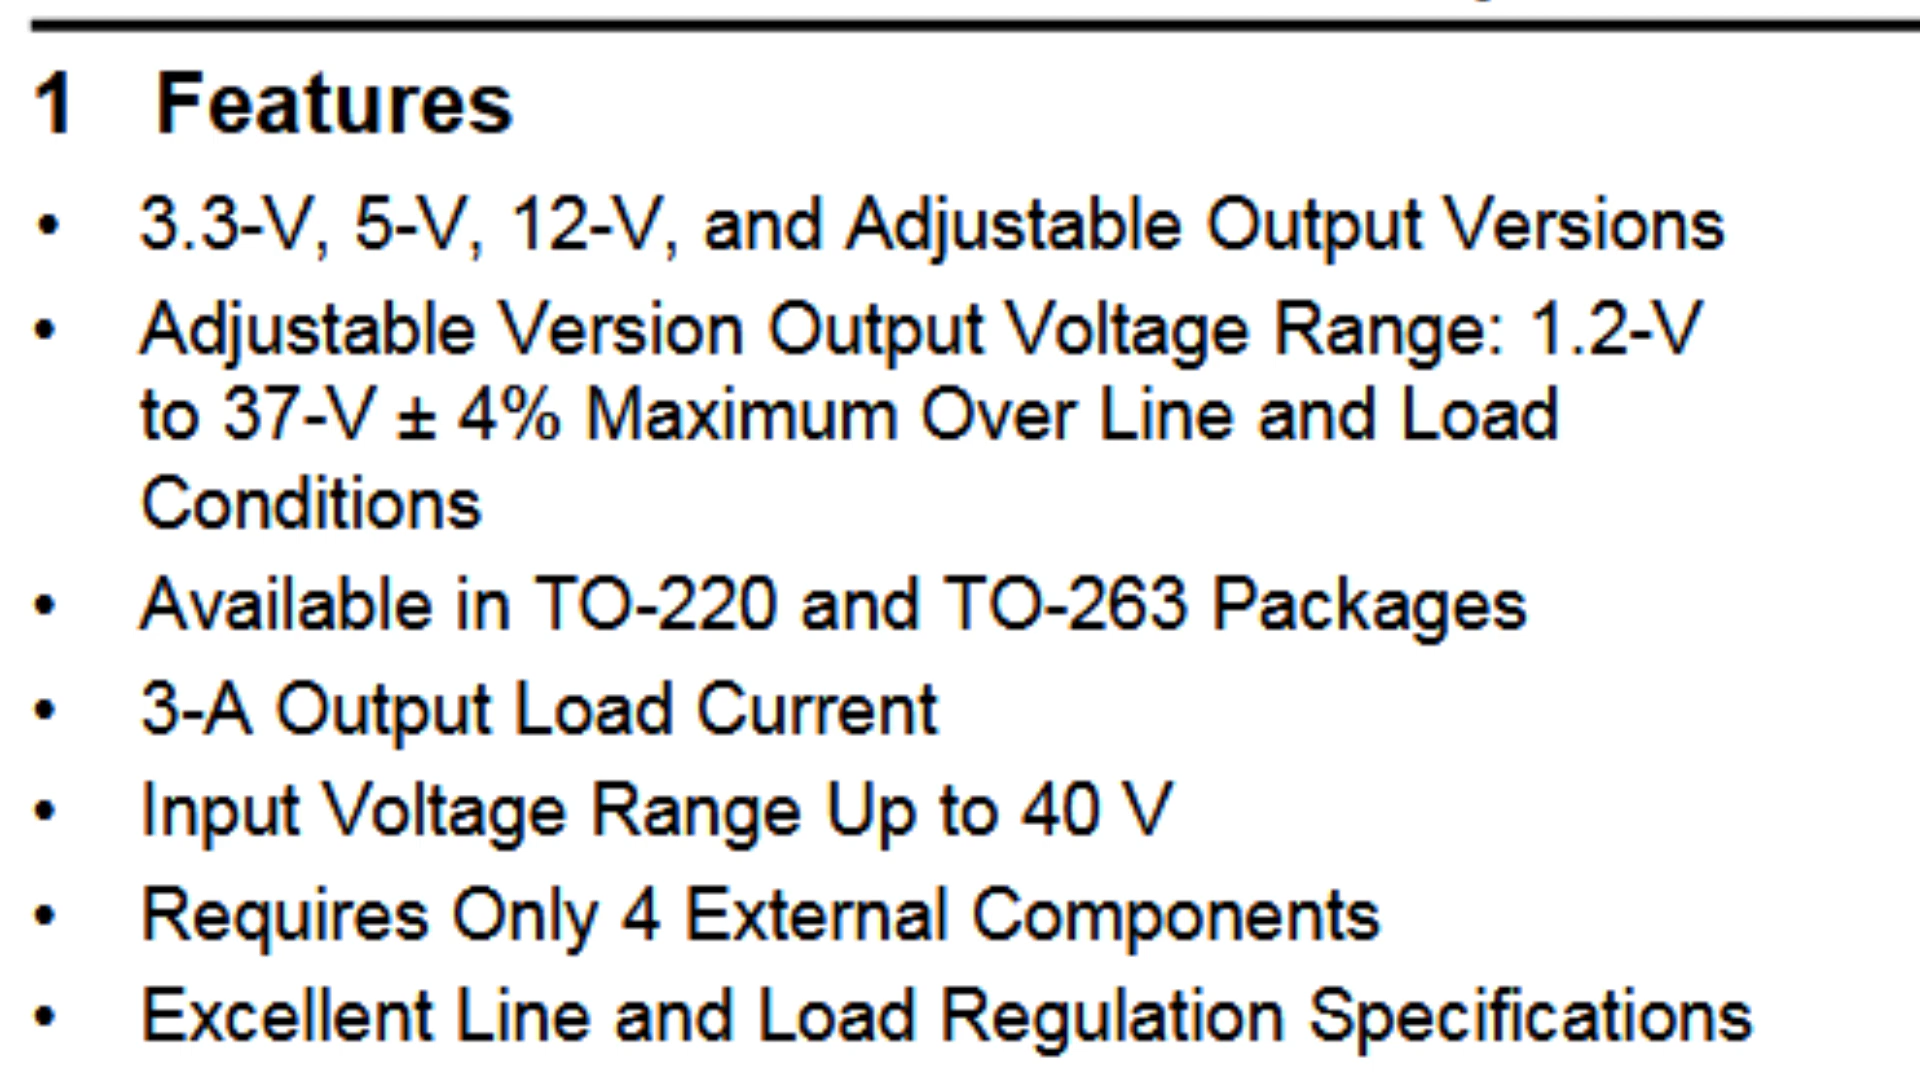 1 Features
• 3.3-V, 5-V, 12-V, and Adjustable Output Versions
• Adjustable Version Output Voltage Range: 1.2-V
to 37-V ± 4% Maximum Over Line and Load
Conditions
• Available in TO-220 and TO-263 Packages
• 3-A Output Load Current
• Input Voltage Range Up to 40 V
• Requires Only 4 External Components
• Excellent Line and Load Regulation Specifications